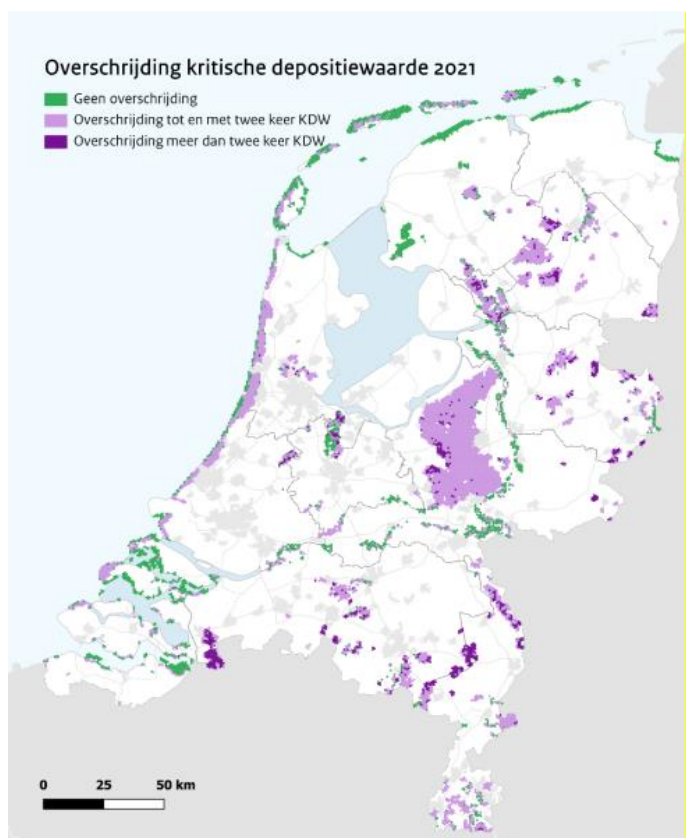 Overschrijding kritische depositiewaarde 2021
Geen overschrijding
Overschrijding tot en met twee keer KDW
Overschrijding meer dan twee keer KDW
0 25 50 km